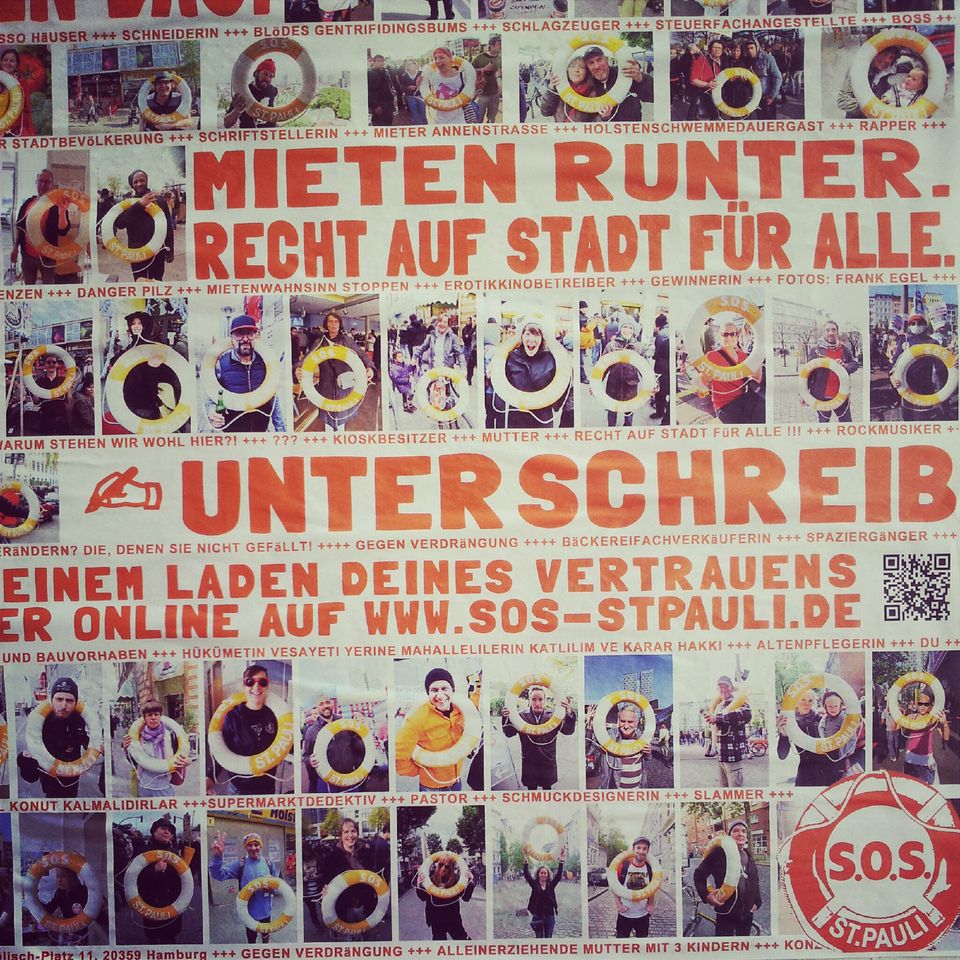 SSO HÄUSER +++ SCHNEIDERIN +++ BLöDES GENTRIFIDINGSBUMS +++ SCHLAGZEUGER +++ STEUERFACHANGESTELLTE +++ BOSS +++
R STADTBEVöLKERUNG +++ SCHRIFTSTELLERIN +++ MIETER ANNENSTRASSE +++ HOLSTENSCHWEMMEDAUERGAST +++ RAPPER +++
MIETEN RUNTER.
RECHT AUF STADT FÜR ALLE.
ENZEN +++ DANGER PILZ +++ MIETENWAHNSINN STOPPEN +++ EROTIKKINOBETREIBER +++ GEWINNERIN +++ FOTOS: FRANK EGEL +++
WARUM STEHEN WIR WOHL HIER?! +++ ??? +++ KIOSKBESITZER +++ MUTTER +++ RECHT AUF STADT FüR ALLE !!! +++ ROCKMUSIKER +++
UNTERSCHREIB
ERÄNDERN? DIE, DENEN SIE NICHT GEFäLLT! ++++ GEGEN VERDRäNGUNG ++++ BäCKEREIFACHVERKäUFERIN +++ SPAZIERGÄNGER +++
EINEM LADEN DEINES VERTRAUENS
ER ONLINE AUF WWW.SOS-STPAULI.DE
UND BAUVORHABEN +++ HÜKÜMETIN VESAYETI YERINE MAHALLELILERIN KATLILIM VE KARAR HAKKI +++ ALTENPFLEGERIN +++ DU ++
L KONUT KALMALIDIRLAR +++SUPERMARKTDEDEKTIV +++ PASTOR +++ SCHMUCKDESIGNERIN +++ SLAMMER +++
S.O.S.
ST.PAULI
lisch-Platz 11, 20359 Hamburg +++ GEGEN VERDRäNGUNG +++ ALLEINERZIEHENDE MUTTER MIT 3 KINDERN +++